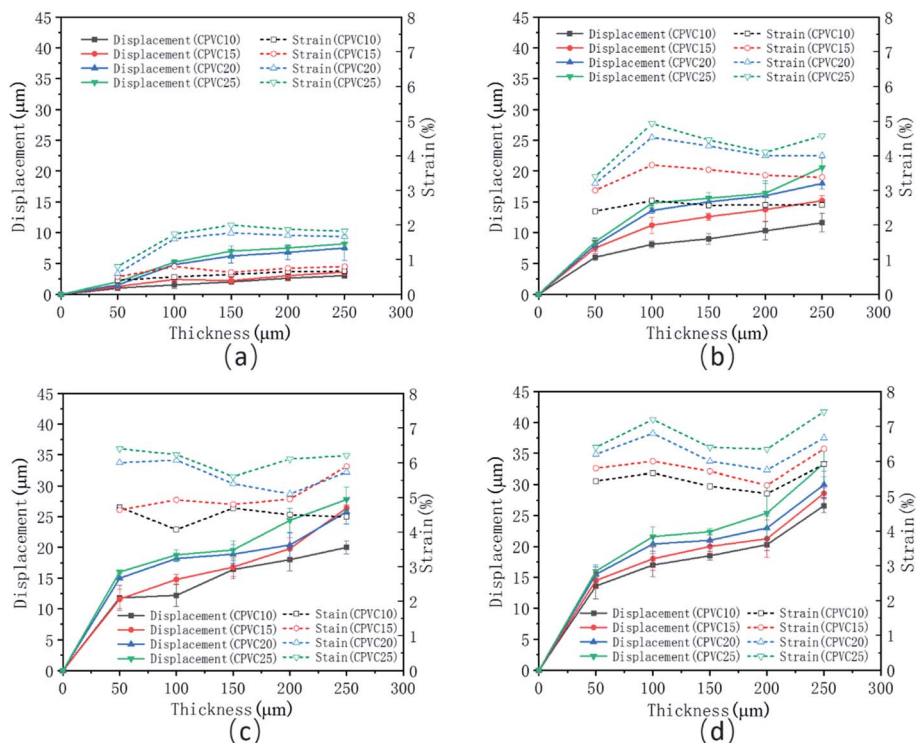 45
40
35
30
25
20
15
10
5
0
Displacement(μm)
Displacement(CPVC10)
Displacement(CPVC15)
Displacement(CPVC20)
Displacement(CPVC25)
Strain(CPVC10)
Strain(CPVC15)
Strain(CPVC20)
Strain(CPVC25)
8
7
6
5
4
3
2
1
0
Strain(%)
0 50 100 150 200 250 300
Thickness(μm)
(a)
45
40
35
30
25
20
15
10
5
0
Displacement(μm)
Displacement(CPVC10)
Displacement(CPVC15)
Displacement(CPVC20)
Displacement(CPVC25)
Strain(CPVC10)
Strain(CPVC15)
Strain(CPVC20)
Strain(CPVC25)
8
7
6
5
4
3
2
1
0
Strain(%)
0 50 100 150 200 250 300
Thickness(μm)
(b)
45
40
35
30
25
20
15
10
5
0
Displacement(μm)
Displacement(CPVC10)
Displacement(CPVC15)
Displacement(CPVC20)
Displacement(CPVC25)
Stain(CPVC10)
Stain(CPVC15)
Stain(CPVC20)
Stain(CPVC25)
8
7
6
5
4
3
2
1
0
Strain(%)
0 50 100 150 200 250 300
Thickness(μm)
(c)
45
40
35
30
25
20
15
10
5
0
Displacement(μm)
Displacement(CPVC10)
Displacement(CPVC15)
Displacement(CPVC20)
Displacement(CPVC25)
Strain(CPVC10)
Strain(CPVC15)
Strain(CPVC20)
Strain(CPVC25)
8
7
6
5
4
3
2
1
0
Strain(%)
0 50 100 150 200 250 300
Thickness(μm)
(d)